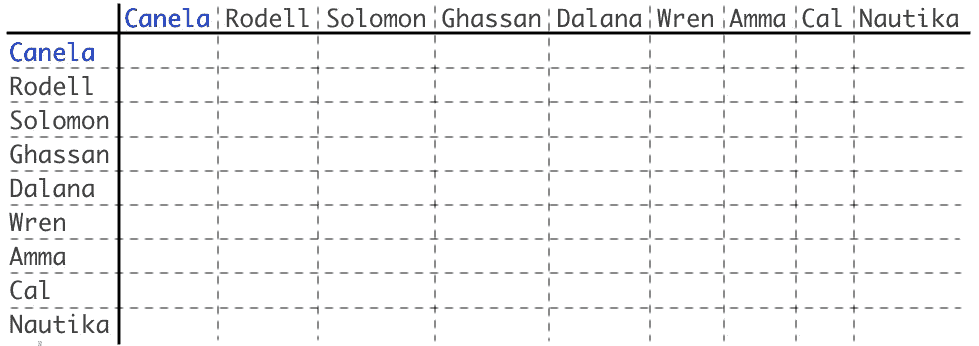 Canela Rodell Solomon Ghassan Dalana Wren Amma Cal Nautika
Canela
Rodell
Solomon
Ghassan
Dalana
Wren
Amma
Cal
Nautika